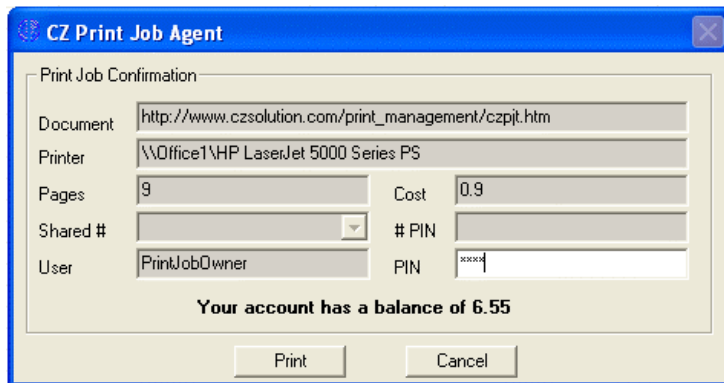 CZ Print Job Agent
Print Job Confirmation
Document http://www.czsolution.com/print_management/czpjt.htm
Printer \\Office1\HP LaserJet 5000 Series PS
Pages 9 Cost 0.9
Shared # # PIN
User PrintJobOwner PIN ****
Your account has a balance of 6.55
Print Cancel